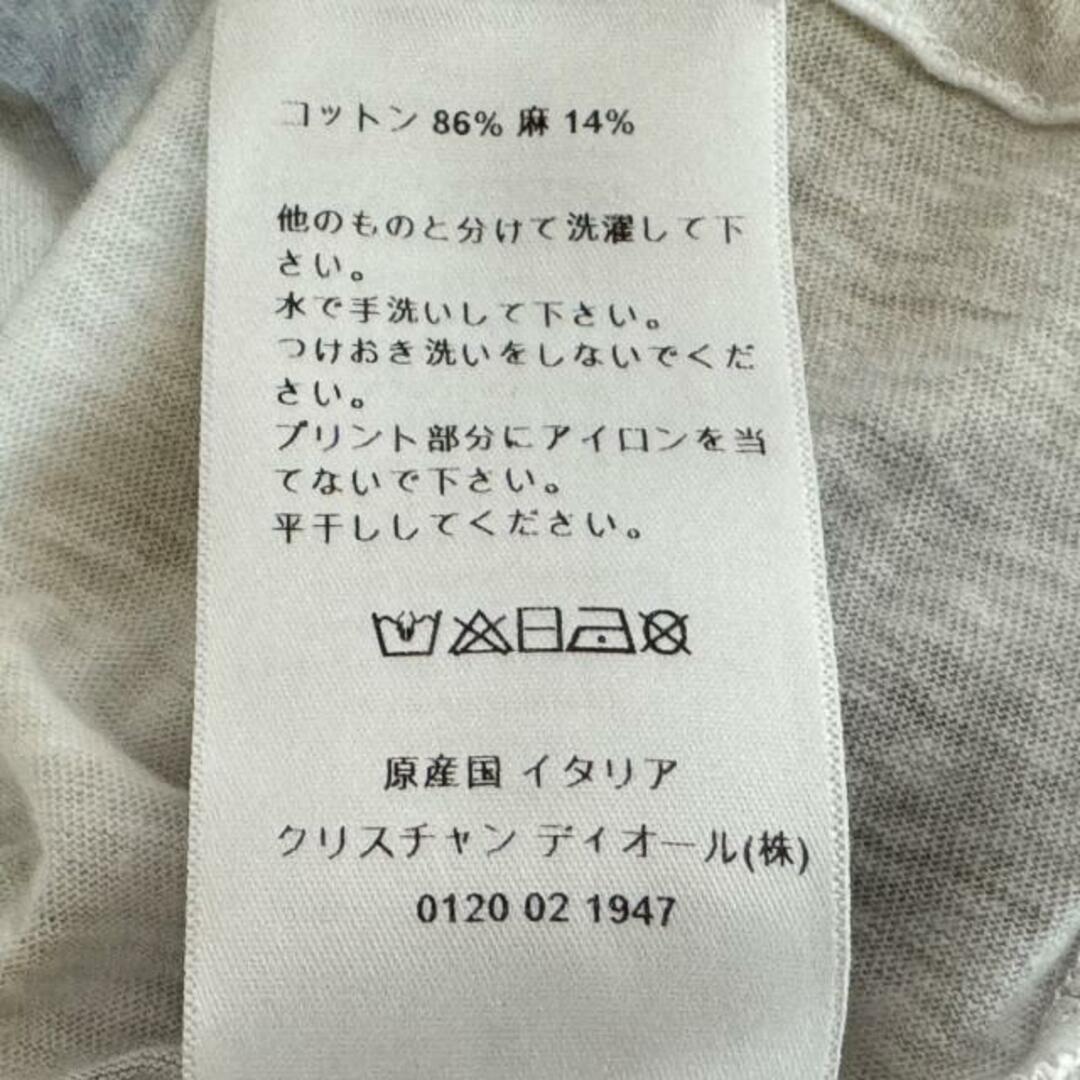 コットン 86% 麻 14%
他のものと分けて洗濯して下
さい。
水で手洗いして下さい。
つけおき洗いをしないでくだ
さい。
プリント部分にアイロンを当
てないで下さい。
平干ししてください。
原産国 イタリア
クリスチャン ディオール(株)
0120 02 1947